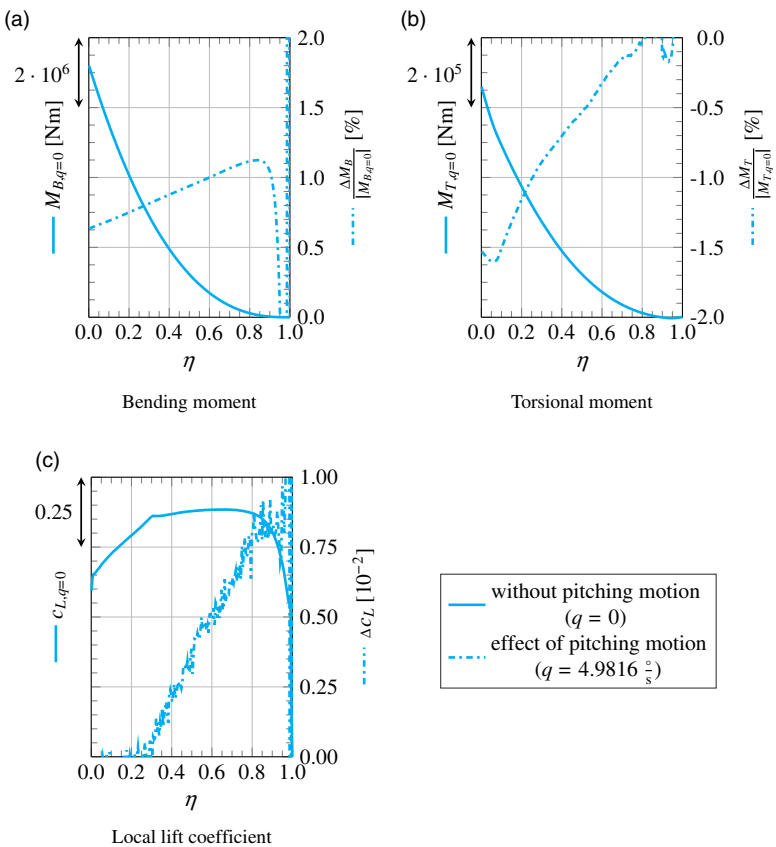 (a)
2 · 10⁶
M_{B,q=0} [Nm]
2.0
1.5
1.0
0.5
0.0
ΔM_B / |M_{B,q=0}| [%]
0.0 0.2 0.4 0.6 0.8 1.0
η
Bending moment
(b)
2 · 10⁵
M_{T,q=0} [Nm]
0.0
-0.5
-1.0
-1.5
-2.0
ΔM_T / |M_{T,q=0}| [%]
0.0 0.2 0.4 0.6 0.8 1.0
η
Torsional moment
(c)
0.25
c_{L,q=0}
1.00
0.75
0.50
0.25
0.00
Δc_L [10⁻²]
0.0 0.2 0.4 0.6 0.8 1.0
η
Local lift coefficient
without pitching motion
(q = 0)
effect of pitching motion
(q = 4.9816 °/s)